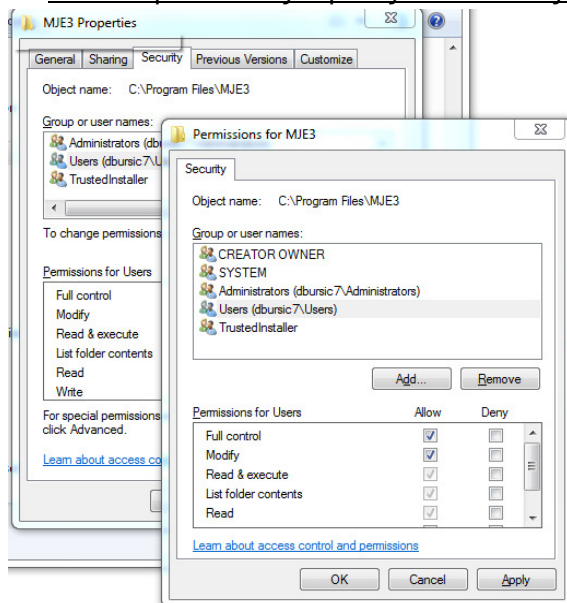 MJE3 Properties
General Sharing Security Previous Versions Customize
Object name: C:\Program Files\MJE3
Group or user names:
Administrators (
Users (dbursic7\U
TrustedInstaller
To change permissions
Permissions for Users
Full control
Modify
Read & execute
List folder contents
Read
Write
For special permissions
click Advanced.
Learn about access co
Permissions for MJE3
Security
Object name: C:\Program Files\MJE3
Group or user names:
CREATOR OWNER
SYSTEM
Administrators (dbursic7\Administrators)
Users (dbursic7\Users)
TrustedInstaller
Add... Remove
Permissions for Users Allow Deny
Full control
Modify
Read & execute
List folder contents
Read
Learn about access control and permissions
OK Cancel Apply